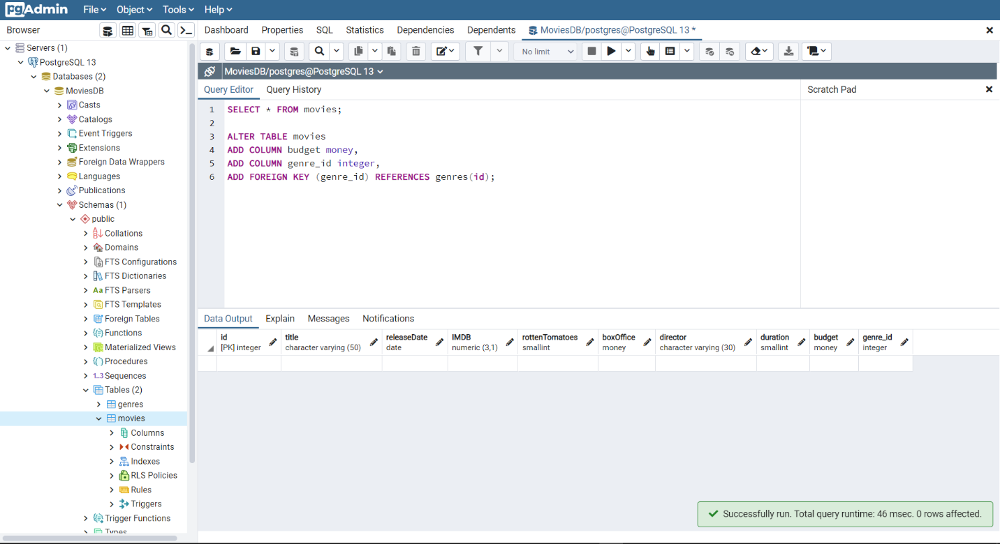 pgAdmin File Object Tools Help
Browser
Dashboard Properties SQL Statistics Dependencies Dependents MoviesDB/postgres@PostgreSQL 13 *
No limit
MoviesDB/postgres@PostgreSQL 13
Servers (1)
PostgreSQL 13
Databases (2)
MoviesDB
Casts
Catalogs
Event Triggers
Extensions
Foreign Data Wrappers
Languages
Publications
Schemas (1)
public
Collations
Domains
FTS Configurations
FTS Dictionaries
Aa FTS Parsers
FTS Templates
Foreign Tables
Functions
Materialized Views
Procedures
1..3 Sequences
Tables (2)
genres
movies
Columns
Constraints
Indexes
RLS Policies
Rules
Triggers
Trigger Functions
Types
Query Editor Query History
Scratch Pad
1 SELECT * FROM movies;
2
3 ALTER TABLE movies
4 ADD COLUMN budget money,
5 ADD COLUMN genre_id integer,
6 ADD FOREIGN KEY (genre_id) REFERENCES genres(id);
Data Output Explain Messages Notifications
id title releaseDate IMDB rottenTomatoes boxOffice director duration budget genre_id
[PK] integer character varying (50) date numeric (3,1) smallint money character varying (30) smallint money integer
Successfully run. Total query runtime: 46 msec. 0 rows affected.